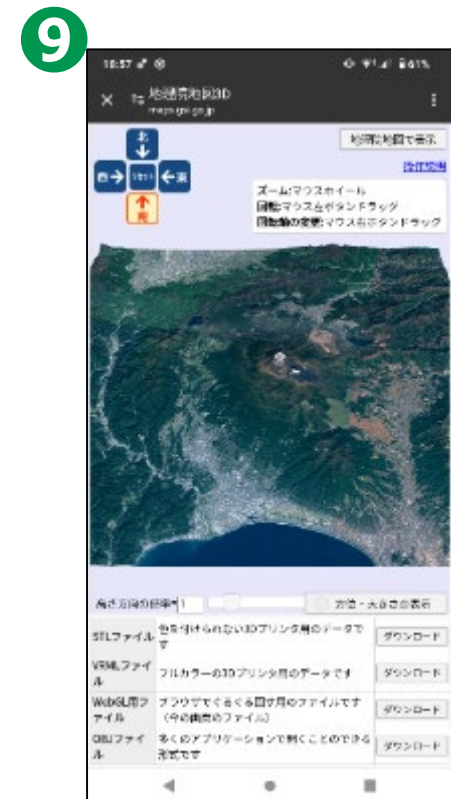 9
18:57
61%
地理院地図3D
maps.gsi.go.jp
北
西
リセット
東
南
地理院地図で表示
ズーム:マウスホイール
回転:マウス左ボタンドラッグ
回転軸の変更:マウス右ボタンドラッグ
高さ方向の倍率
1
方位・大きさの表示
STLファイル
色を付けられない3Dプリンタ用のデータです
ダウンロード
VRMLファイル
フルカラーの3Dプリンタ用のデータです
ダウンロード
WebGL用ファイル
ブラウザでぐるぐる回す用のファイルです
(今の画面のファイル)
ダウンロード
OBJファイル
多くのアプリケーションで開くことのできる
形式です
ダウンロード